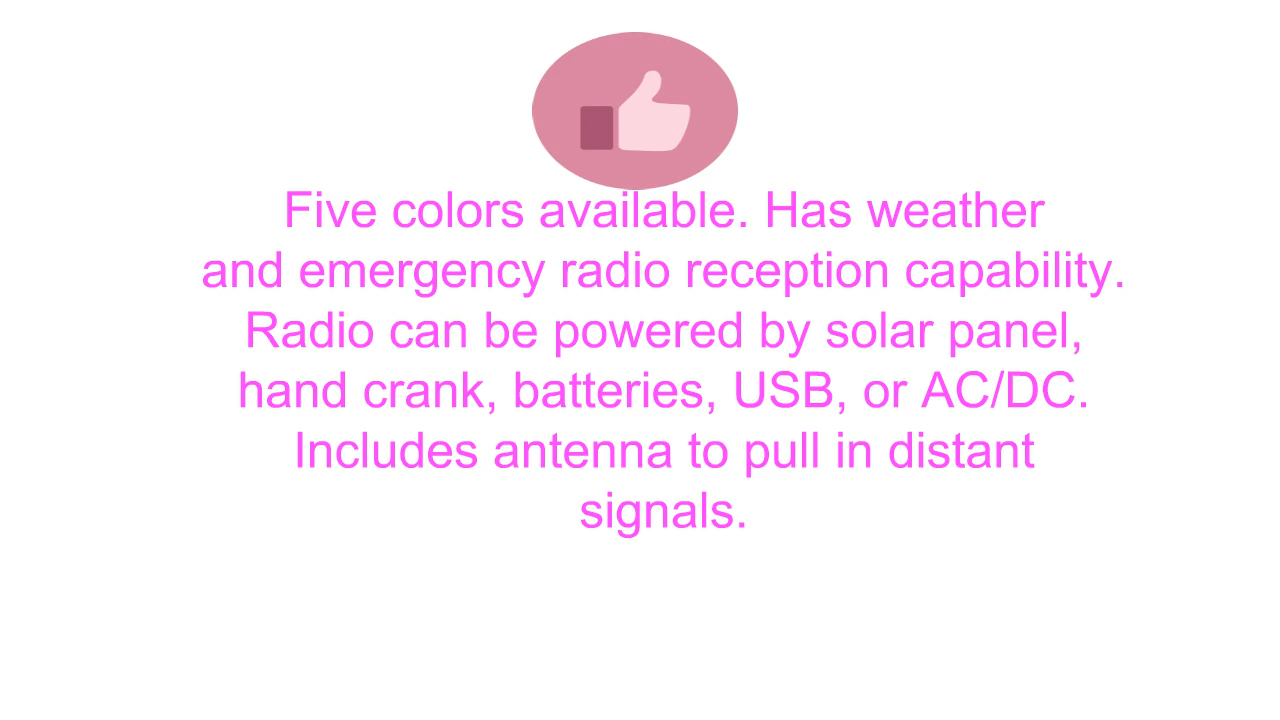 Five colors available. Has weather
and emergency radio reception capability.
Radio can be powered by solar panel,
hand crank, batteries, USB, or AC/DC.
Includes antenna to pull in distant
signals.